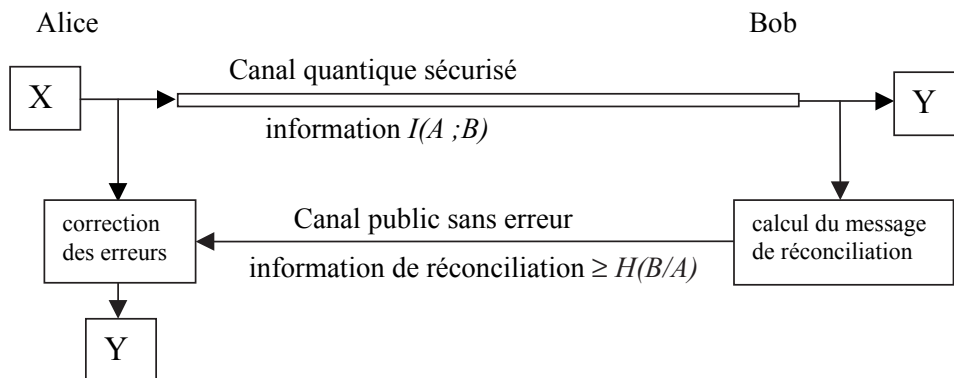 Alice
Bob
Canal quantique sécurisé
X
Y
information I(A ;B)
correction
des erreurs
Canal public sans erreur
calcul du message
de réconciliation
information de réconciliation ≥ H(B/A)
Y